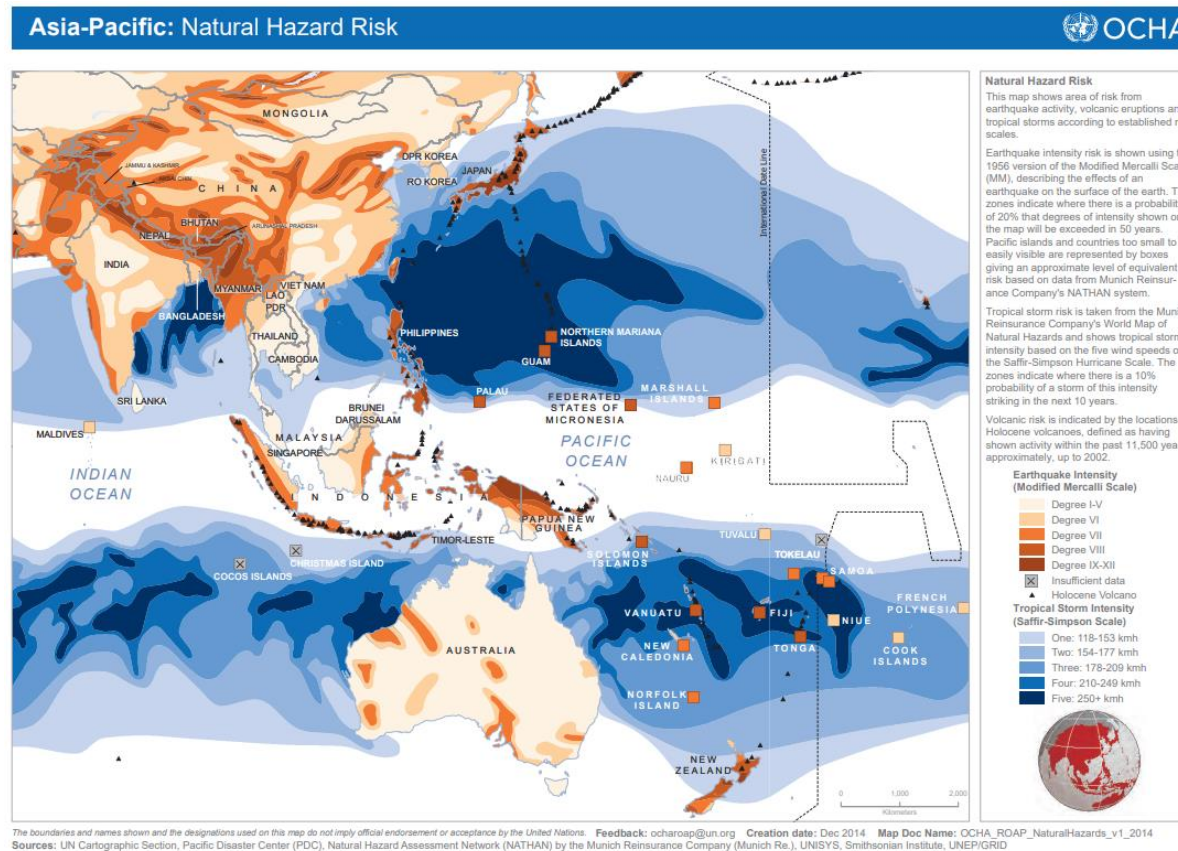 Asia-Pacific: Natural Hazard Risk
OCHA
MONGOLIA
DPR KOREA
RO KOREA
JAPAN
JAMMU & KASHMIR
AKSAI CHIN
CHINA
BHUTAN
ARUNASHAL PRADESH
NEPAL
INDIA
MYANMAR
VIET NAM
LAO
PDR
BANGLADESH
THAILAND
CAMBODIA
PHILIPPINES
NORTHERN MARIANA
ISLANDS
GUAM
International Date Line
SRI LANKA
PALAU
FEDERATED
STATES OF
MICRONESIA
MARSHALL
ISLANDS
MALDIVES
BRUNEI
DARUSSALAM
MALAYSIA
SINGAPORE
PACIFIC
OCEAN
KIRIBATI
NAURU
INDIAN
OCEAN
INDONESIA
PAPUA NEW
GUINEA
TIMOR-LESTE
SOLOMON
ISLANDS
TUVALU
TOKELAU
CHRISTMAS ISLAND
COCOS ISLANDS
SAMOA
FRENCH
POLYNESIA
VANUATU
FIJI
NIUE
AUSTRALIA
NEW
CALEDONIA
TONGA
COOK
ISLANDS
NORFOLK
ISLAND
NEW
ZEALAND
0 1,000 2,000
Kilometers
Natural Hazard Risk
This map shows area of risk from
earthquake activity, volcanic eruptions an
tropical storms according to established r
scales.
Earthquake intensity risk is shown using t
1956 version of the Modified Mercalli Sca
(MM), describing the effects of an
earthquake on the surface of the earth. T
zones indicate where there is a probabilit
of 20% that degrees of intensity shown on
the map will be exceeded in 50 years.
Pacific islands and countries too small to
easily visible are represented by boxes
giving an approximate level of equivalent
risk based on data from Munich Reinsur-
ance Company's NATHAN system.
Tropical storm risk is taken from the Muni
Reinsurance Company's World Map of
Natural Hazards and shows tropical storm
intensity based on the five wind speeds o
the Saffir-Simpson Hurricane Scale. The
zones indicate where there is a 10%
probability of a storm of this intensity
striking in the next 10 years.
Volcanic risk is indicated by the locations
Holocene volcanoes, defined as having
shown activity within the past 11,500 yea
approximately, up to 2002.
Earthquake Intensity
(Modified Mercalli Scale)
Degree I-V
Degree VI
Degree VII
Degree VIII
Degree IX-XII
Insufficient data
Holocene Volcano
Tropical Storm Intensity
(Saffir-Simpson Scale)
One: 118-153 kmh
Two: 154-177 kmh
Three: 178-209 kmh
Four: 210-249 kmh
Five: 250+ kmh
The boundaries and names shown and the designations used on this map do not imply official endorsement or acceptance by the United Nations. Feedback: ocharoap@un.org Creation date: Dec 2014 Map Doc Name: OCHA_ROAP_NaturalHazards_v1_2014
Sources: UN Cartographic Section, Pacific Disaster Center (PDC), Natural Hazard Assessment Network (NATHAN) by the Munich Reinsurance Company (Munich Re.), UNISYS, Smithsonian Institute, UNEP/GRID